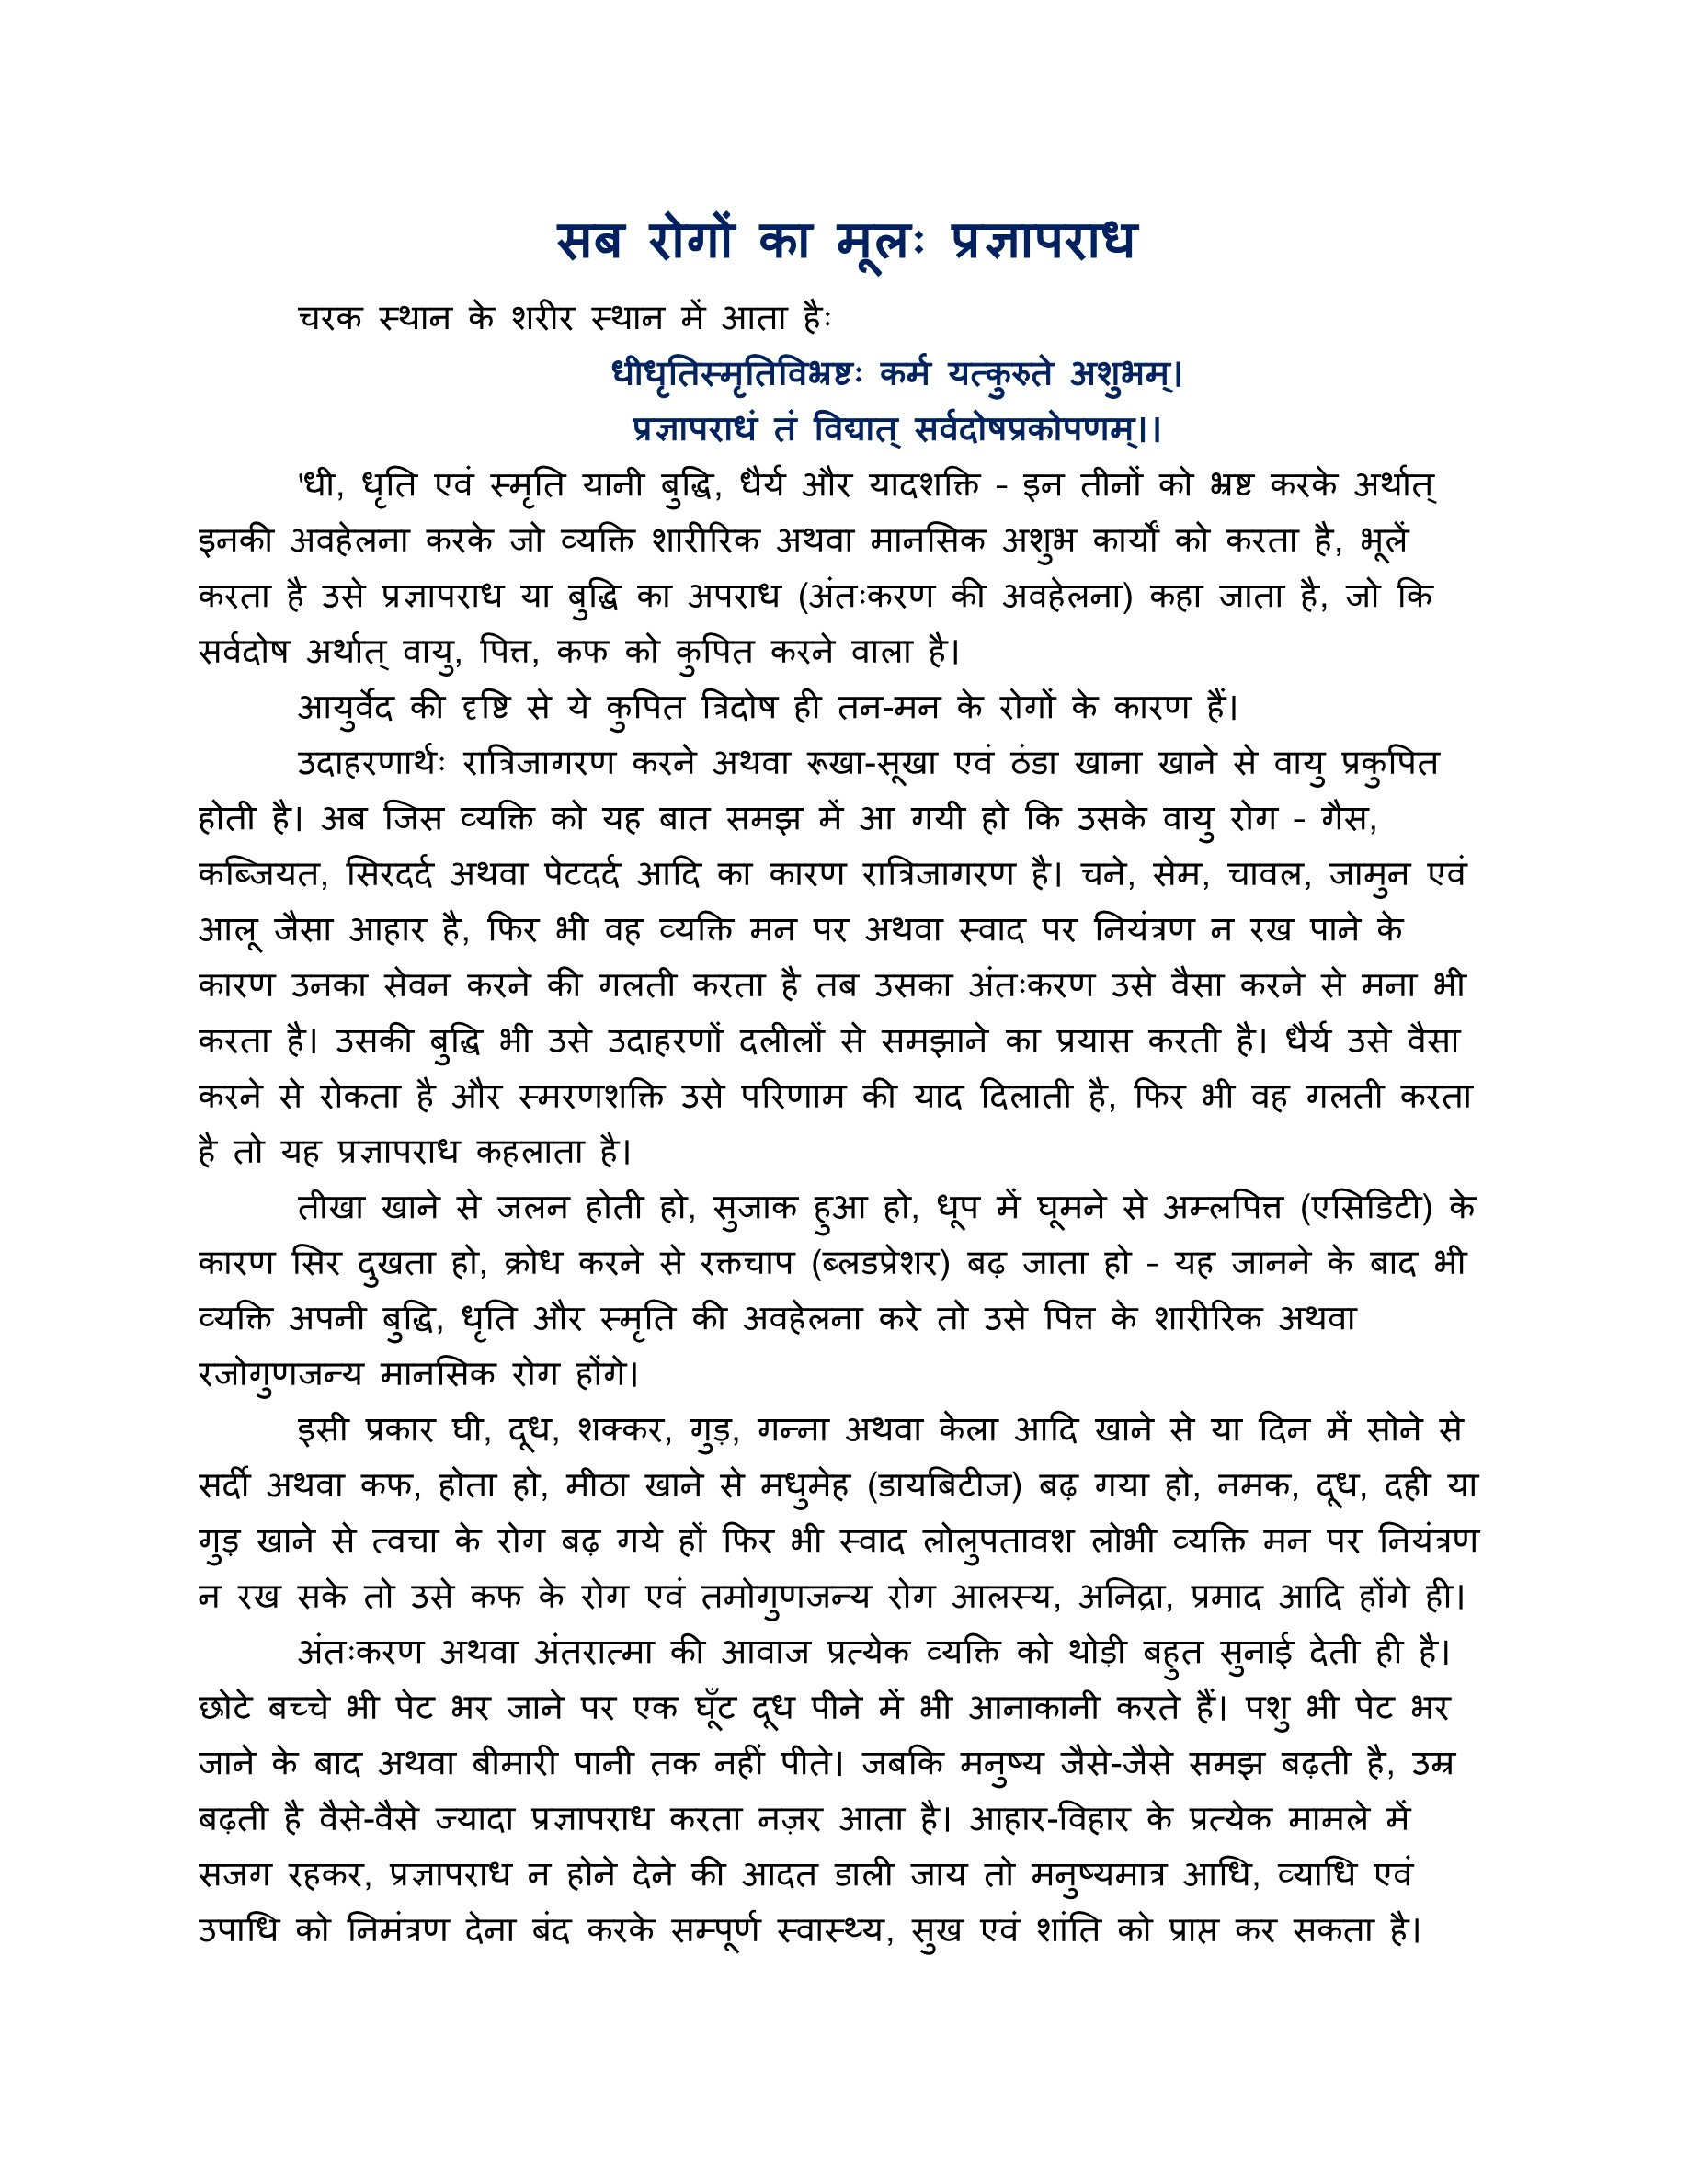 सब रोगों का मूलः प्रज्ञापराध
चरक स्थान के शरीर स्थान में आता हैः
धीधृतिस्मृतिविभ्रष्टः कर्म यत्कुरुते अशुभम्।
प्रज्ञापराधं तं विद्यात् सर्वदोषप्रकोपणम्।।
'धी, धृति एवं स्मृति यानी बुद्धि, धैर्य और यादशक्ति – इन तीनों को भ्रष्ट करके अर्थात्
इनकी अवहेलना करके जो व्यक्ति शारीरिक अथवा मानसिक अशुभ कार्यों को करता है, भूलें
करता है उसे प्रज्ञापराध या बुद्धि का अपराध (अंतःकरण की अवहेलना) कहा जाता है, जो कि
सर्वदोष अर्थात् वायु, पित्त, कफ को कुपित करने वाला है।
आयुर्वेद की दृष्टि से ये कुपित त्रिदोष ही तन-मन के रोगों के कारण हैं।
उदाहरणार्थः रात्रिजागरण करने अथवा रूखा-सूखा एवं ठंडा खाना खाने से वायु प्रकुपित
होती है। अब जिस व्यक्ति को यह बात समझ में आ गयी हो कि उसके वायु रोग – गैस,
कब्जियत, सिरदर्द अथवा पेटदर्द आदि का कारण रात्रिजागरण है। चने, सेम, चावल, जामुन एवं
आलू जैसा आहार है, फिर भी वह व्यक्ति मन पर अथवा स्वाद पर नियंत्रण न रख पाने के
कारण उनका सेवन करने की गलती करता है तब उसका अंतःकरण उसे वैसा करने से मना भी
करता है। उसकी बुद्धि भी उसे उदाहरणों दलीलों से समझाने का प्रयास करती है। धैर्य उसे वैसा
करने से रोकता है और स्मरणशक्ति उसे परिणाम की याद दिलाती है, फिर भी वह गलती करता
है तो यह प्रज्ञापराध कहलाता है।
तीखा खाने से जलन होती हो, सुजाक हुआ हो, धूप में घूमने से अम्लपित्त (एसिडिटी) के
कारण सिर दुखता हो, क्रोध करने से रक्तचाप (ब्लडप्रेशर) बढ़ जाता हो – यह जानने के बाद भी
व्यक्ति अपनी बुद्धि, धृति और स्मृति की अवहेलना करे तो उसे पित्त के शारीरिक अथवा
रजोगुणजन्य मानसिक रोग होंगे।
इसी प्रकार घी, दूध, शक्कर, गुड़, गन्ना अथवा केला आदि खाने से या दिन में सोने से
सर्दी अथवा कफ, होता हो, मीठा खाने से मधुमेह (डायबिटीज) बढ़ गया हो, नमक, दूध, दही या
गुड़ खाने से त्वचा के रोग बढ़ गये हों फिर भी स्वाद लोलुपतावश लोभी व्यक्ति मन पर नियंत्रण
न रख सके तो उसे कफ के रोग एवं तमोगुणजन्य रोग आलस्य, अनिद्रा, प्रमाद आदि होंगे ही।
अंतःकरण अथवा अंतरात्मा की आवाज प्रत्येक व्यक्ति को थोड़ी बहुत सुनाई देती ही है।
छोटे बच्चे भी पेट भर जाने पर एक घूँट दूध पीने में भी आनाकानी करते हैं। पशु भी पेट भर
जाने के बाद अथवा बीमारी पानी तक नहीं पीते। जबकि मनुष्य जैसे-जैसे समझ बढ़ती है, उम्र
बढ़ती है वैसे-वैसे ज्यादा प्रज्ञापराध करता नज़र आता है। आहार-विहार के प्रत्येक मामले में
सजग रहकर, प्रज्ञापराध न होने देने की आदत डाली जाय तो मनुष्यमात्र आधि, व्याधि एवं
उपाधि को निमंत्रण देना बंद करके सम्पूर्ण स्वास्थ्य, सुख एवं शांति को प्राप्त कर सकता है।